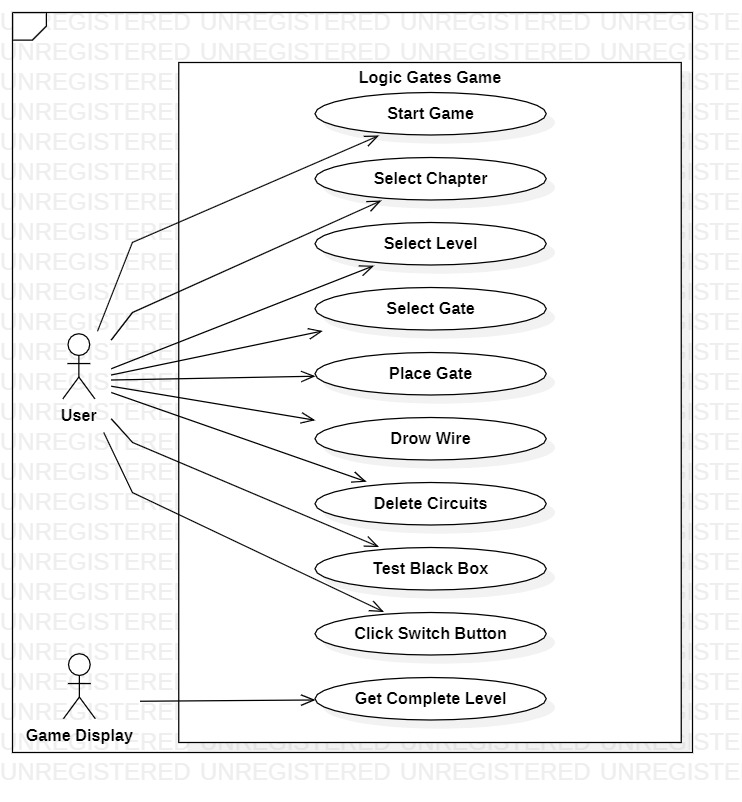 Logic Gates Game
Start Game
Select Chapter
Select Level
Select Gate
Place Gate
User
Drow Wire
Delete Circuits
Test Black Box
Click Switch Button
Get Complete Level
Game Display
UNREGISTERED UNREGISTERED UNREGISTERED UNREGISTE